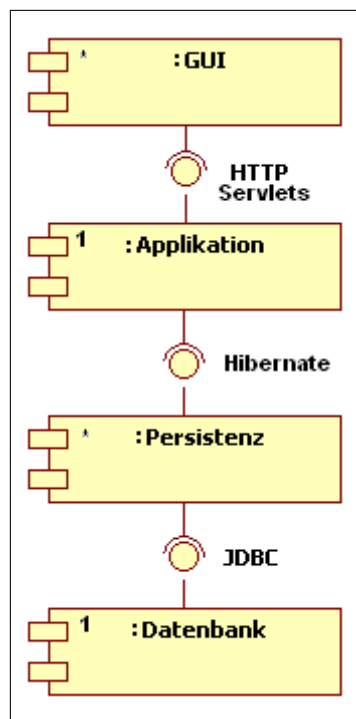 * :GUI
HTTP
Servlets
1 :Applikation
Hibernate
* :Persistenz
JDBC
1 :Datenbank